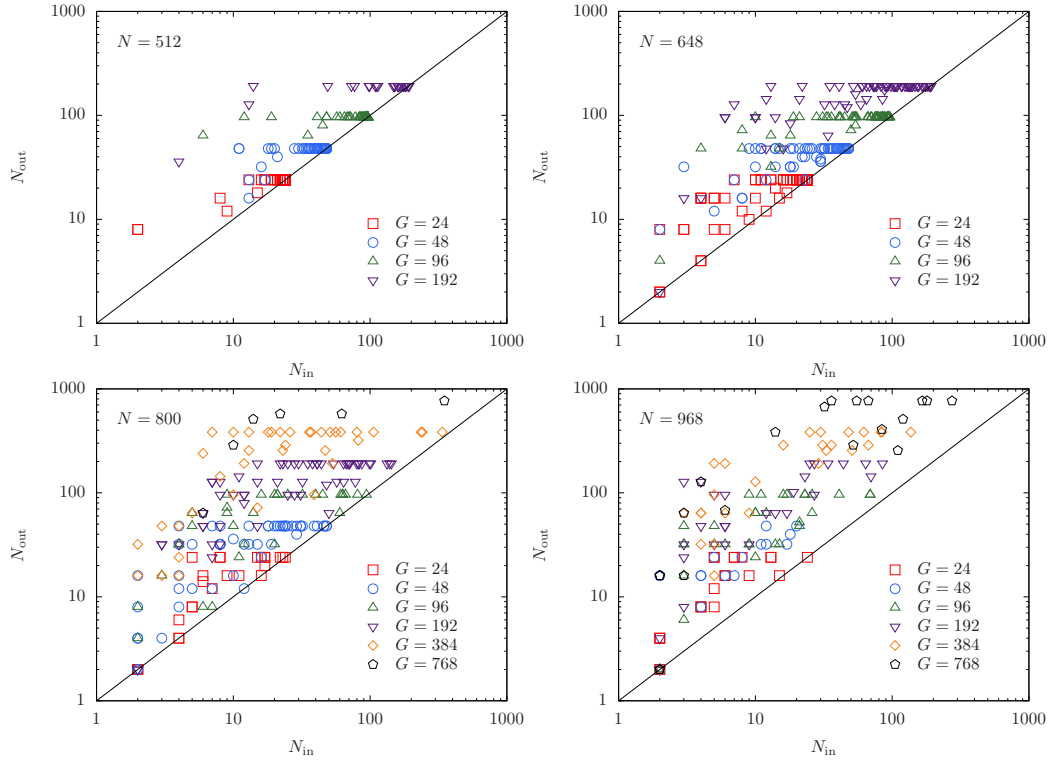 N = 512
N_out
1000
100
10
1
1
10
100
1000
N_in
G = 24
G = 48
G = 96
G = 192
N = 648
N_out
1000
100
10
1
1
10
100
1000
N_in
G = 24
G = 48
G = 96
G = 192
N = 800
N_out
1000
100
10
1
1
10
100
1000
N_in
G = 24
G = 48
G = 96
G = 192
G = 384
G = 768
N = 968
N_out
1000
100
10
1
1
10
100
1000
N_in
G = 24
G = 48
G = 96
G = 192
G = 384
G = 768